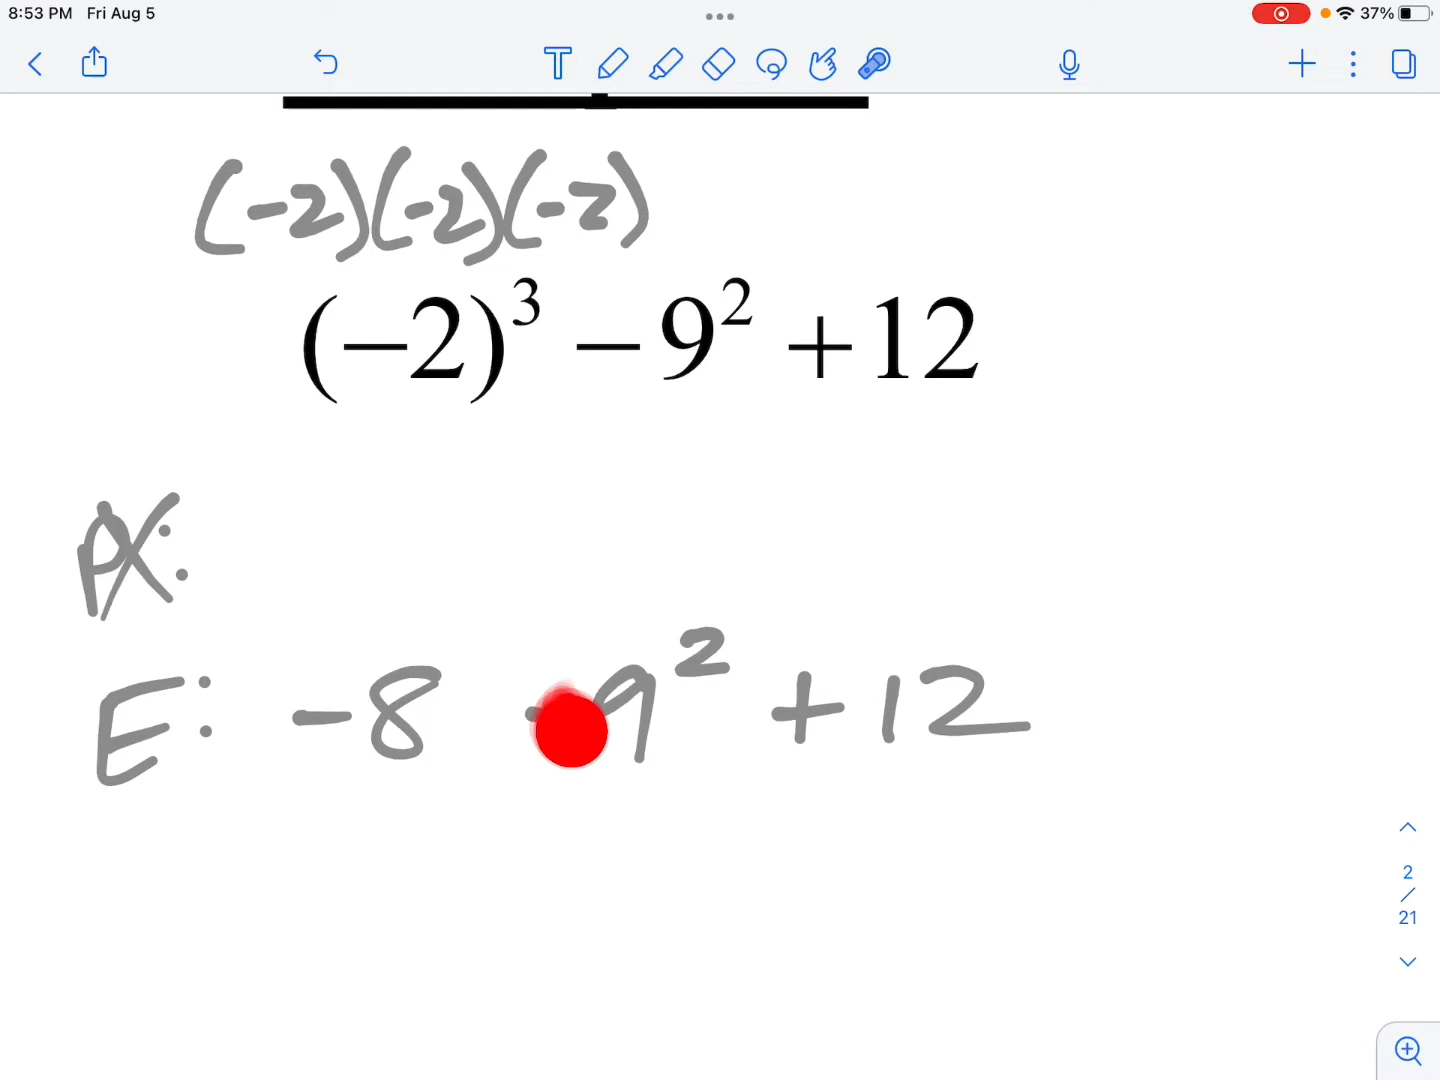 8:53 PM Fri Aug 5 37%
(-2)(-2)(-2)
(−2)³ − 9² + 12
PX:
E: -8 - 9² + 12
2
/
21